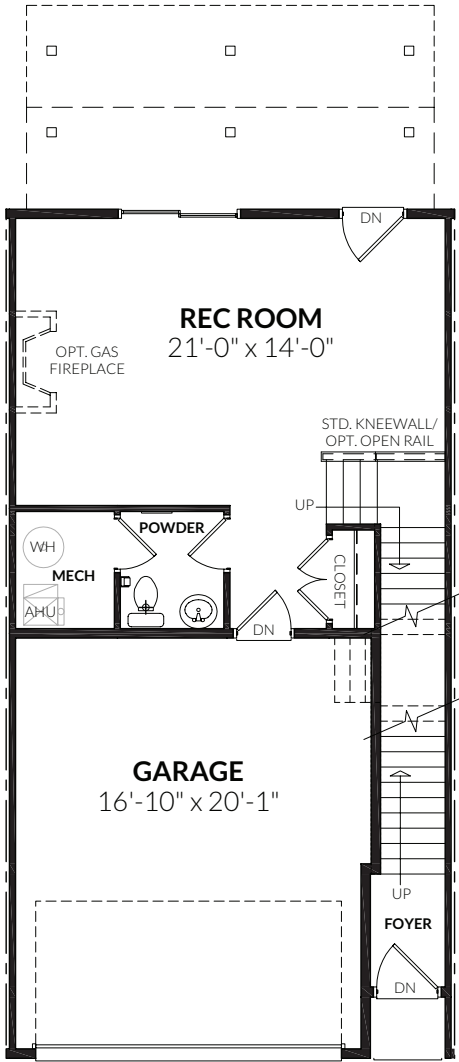 DN
REC ROOM
21'-0" x 14'-0"
OPT. GAS
FIREPLACE
STD. KNEEWALL/
OPT. OPEN RAIL
UP
POWDER
WH
MECH
CLOSET
AHU
DN
GARAGE
16'-10" x 20'-1"
UP
FOYER
DN